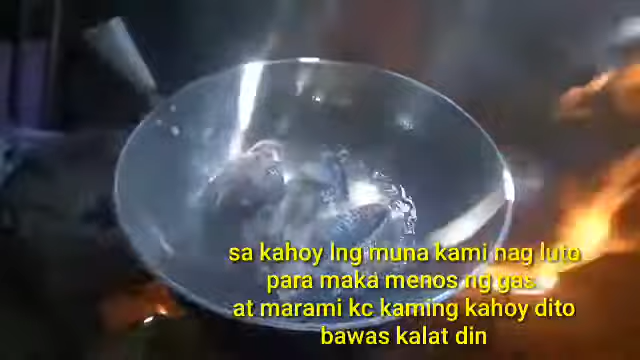 sa kahoy lng muna kami nag luto
para maka menos ng gas
at marami kc kaming kahoy dito
bawas kalat din